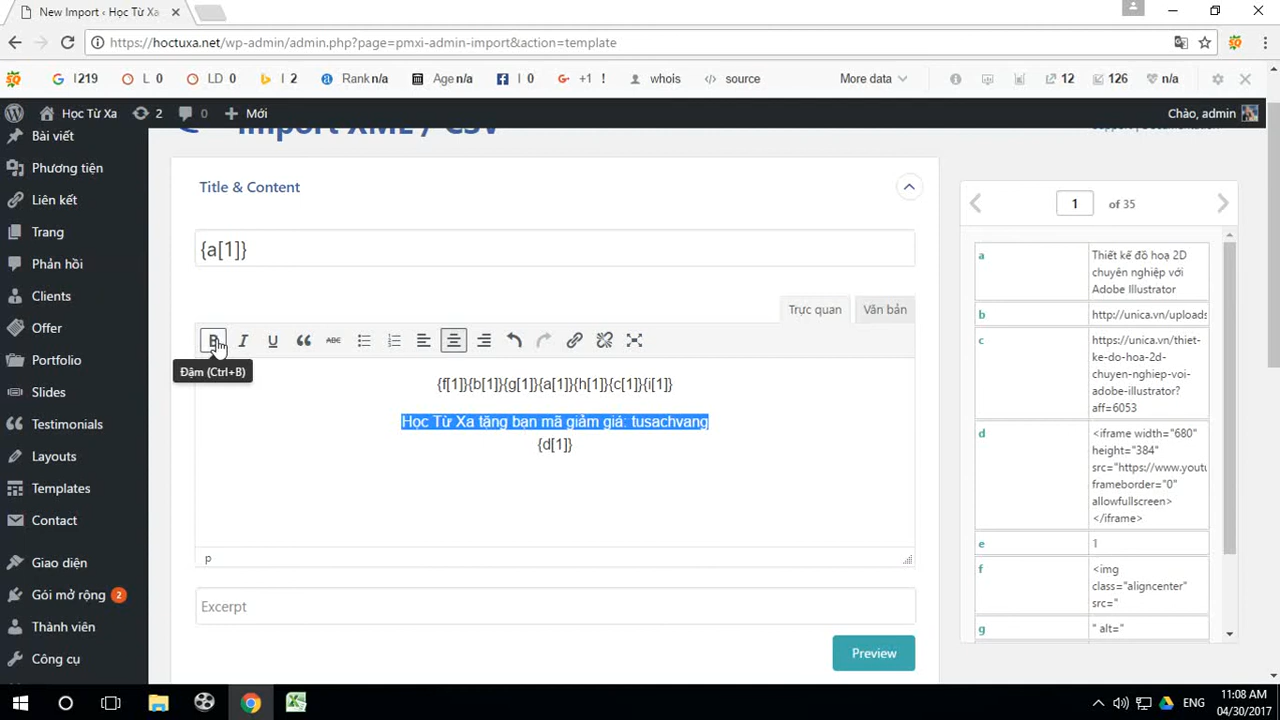 New Import ‹ Học Từ Xa
https://hoctuxa.net/wp-admin/admin.php?page=pmxi-admin-import&action=template
I 219
L 0
LD 0
I 2
Rank n/a
Age n/a
I 0
+1 !
whois
source
More data
12
126
n/a
Học Từ Xa
2
0
Mới
Chào, admin
Import XML / CSV
Support | Documentation
Bài viết
Phương tiện
Liên kết
Trang
Phản hồi
Clients
Offer
Portfolio
Slides
Testimonials
Layouts
Templates
Contact
Giao diện
Gói mở rộng 2
Thành viên
Công cụ
Title & Content
{a[1]}
Trực quan
Văn bản
B I U ABC
Đậm (Ctrl+B)
{f[1]}{b[1]}{g[1]}{a[1]}{h[1]}{c[1]}{i[1]}
Học Từ Xa tăng bạn mã giảm giá: tusachvang
{d[1]}
p
Excerpt
Preview
1 of 35
a
Thiết kế đồ hoạ 2D
chuyên nghiệp với
Adobe Illustrator
b
http://unica.vn/uploads
c
https://unica.vn/thiet-
ke-do-hoa-2d-
chuyen-nghiep-voi-
adobe-illustrator?
aff=6053
d
<iframe width="680"
height="384"
src="https://www.youtu
frameborder="0"
allowfullscreen>
</iframe>
e
1
f
<img
class="aligncenter"
src="
g
" alt="
ENG
11:08 AM
04/30/2017